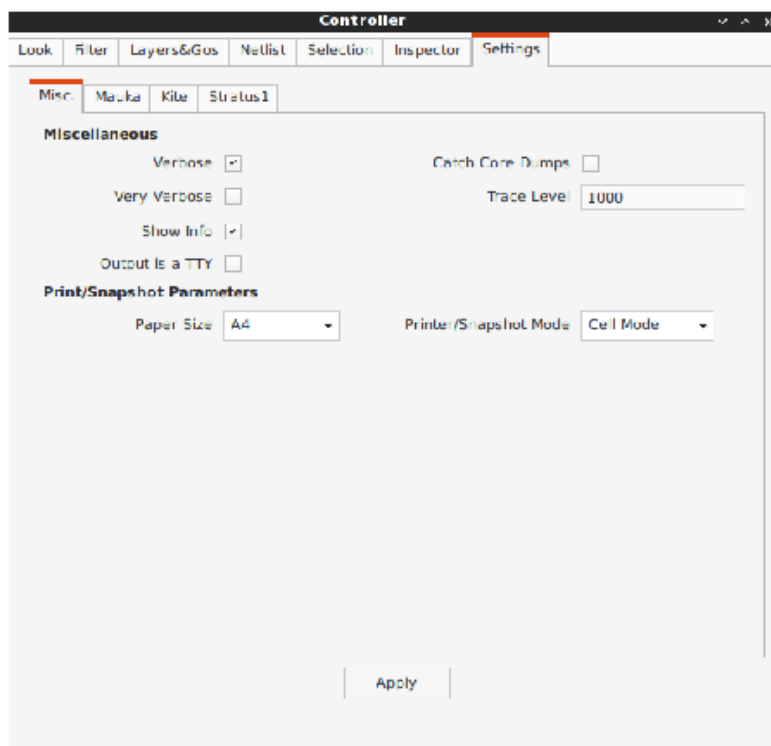 Controller
Look Filter Layers&Gos Netlist Selection Inspector Settings
Misc. Mauka Kite Stratus1
Miscellaneous
Verbose Catch Core Dumps
Very Verbose Trace Level 1000
Show Info
Output is a TTY
Print/Snapshot Parameters
Paper Size A4 Printer/Snapshot Mode Cell Mode
Apply